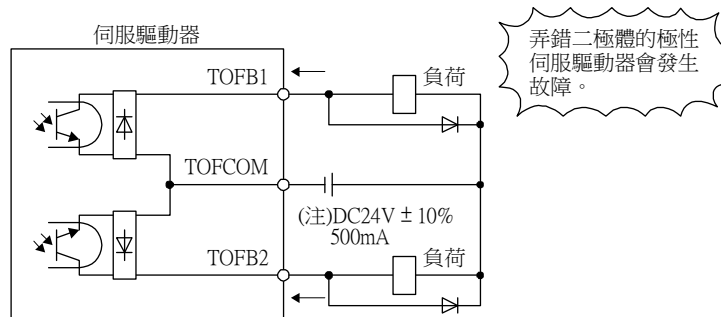 伺服驅動器
弄錯二極體的極性
伺服驅動器會發生
故障。
TOFB1
負荷
TOFCOM
(注)DC24V ± 10%
500mA
TOFB2
負荷